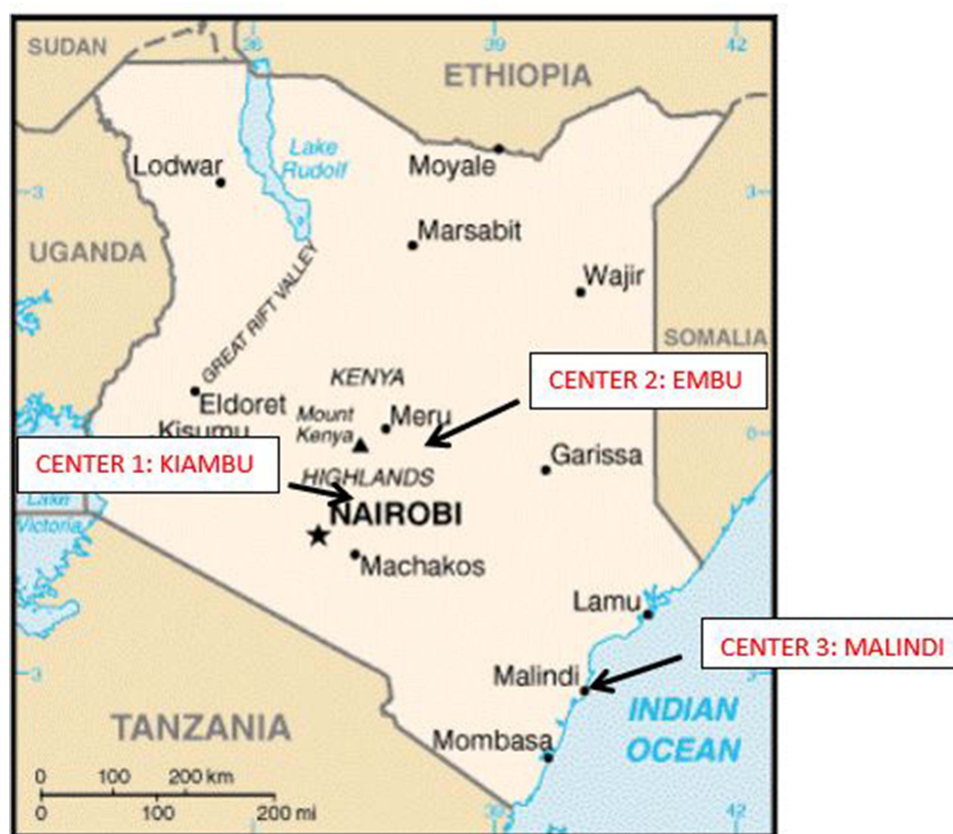 36
39
42
SUDAN
ETHIOPIA
Lake
Rudolf
Lodwar
Moyale
3
3
Marsabit
UGANDA
Wajir
GREAT RIFT VALLEY
SOMALIA
KENYA
CENTER 2: EMBU
Eldoret
Mount
Kenya
Meru
Kisumu
0
CENTER 1: KIAMBU
Garissa
HIGHLANDS
Lake
Victoria
NAIROBI
Machakos
Lamu
CENTER 3: MALINDI
3
Malindi
INDIAN
OCEAN
TANZANIA
Mombasa
0 100 200 km
0 100 200 mi
39
42